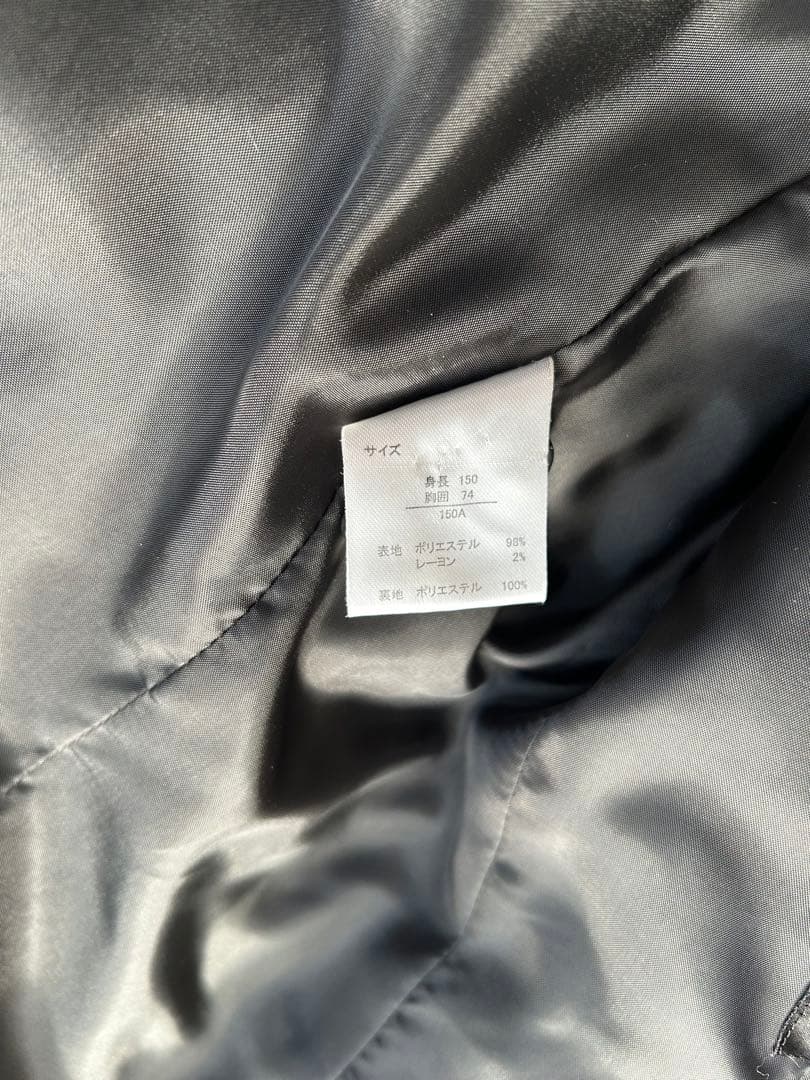 サイズ
身長 150
胸囲 74
150A
表地 ポリエステル 98%
レーヨン 2%
裏地 ポリエステル 100%